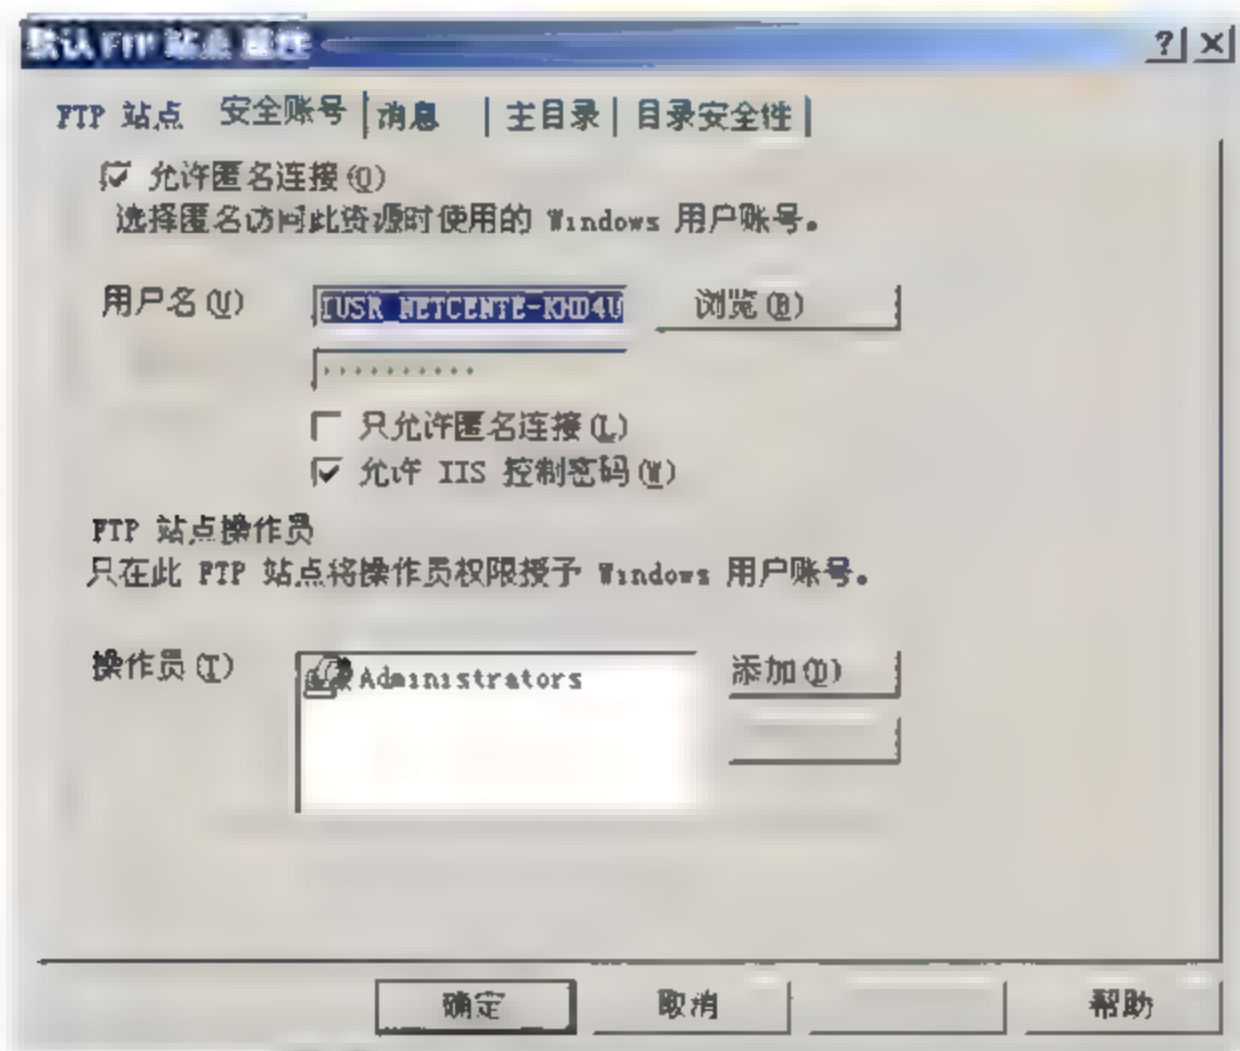 默认 FTP 站点 属性
FTP 站点 安全账号 消息 主目录 目录安全性
允许匿名连接(O)
选择匿名访问此资源时使用的 Windows 用户账号。
用户名(U) IUSR_NETCENTE-KHD4U 浏览(B)
只允许匿名连接(L)
允许 IIS 控制密码(W)
FTP 站点操作员
只在此 FTP 站点将操作员权限授予 Windows 用户账号。
操作员(T) Administrators 添加(D)
确定 取消 帮助